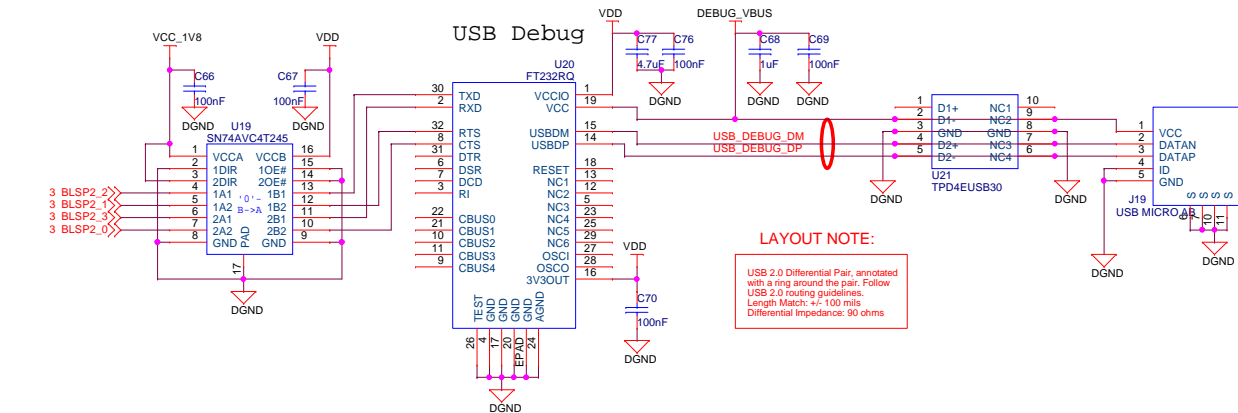 USB Debug
VCC_1V8
VDD
C66
100nF
DGND
C67
100nF
DGND
U19
SN74AVC4T245
1 VCCA VCCB 16
2 1DIR 1OE# 15
3 2DIR 2OE# 14
4 1A1 1B1 13
5 1A2 1B2 12
6 2A1 2B1 11
7 2A2 2B2 10
8 GND GND 9
PAD
17
'0'-
B->A
3 BLSP2_2
3 BLSP2_1
3 BLSP2_3
3 BLSP2_0
DGND
U20
FT232RQ
30 TXD
2 RXD
32 RTS
8 CTS
31 DTR
6 DSR
7 DCD
3 RI
22 CBUS0
21 CBUS1
10 CBUS2
11 CBUS3
9 CBUS4
VCCIO 1
VCC 19
USBDM 15
USBDP 14
RESET 18
NC1 13
NC2 12
NC3 5
NC4 23
NC5 25
NC6 29
OSCI 27
OSCO 28
3V3OUT 16
TEST GND GND GND GND AGND
26 4 17 20 EPAD 24
DGND
VDD
C77
4.7uF
C76
100nF
DGND
DEBUG_VBUS
C68
1uF
DGND
C69
100nF
DGND
VDD
C70
100nF
DGND
USB_DEBUG_DM
USB_DEBUG_DP
1 D1+ NC1 10
2 D1- NC2 9
3 GND GND 8
4 D2+ NC3 7
5 D2- NC4 6
U21
TPD4EUSB30
DGND
DGND
1 VCC
2 DATAN
3 DATAP
4 ID
5 GND
J19
USB MICRO AB
S S S S
6 7 10 11
DGND
DGND
LAYOUT NOTE:
USB 2.0 Differential Pair, annotated
with a ring around the pair. Follow
USB 2.0 routing guidelines.
Length Match: +/- 100 mils
Differential Impedance: 90 ohms